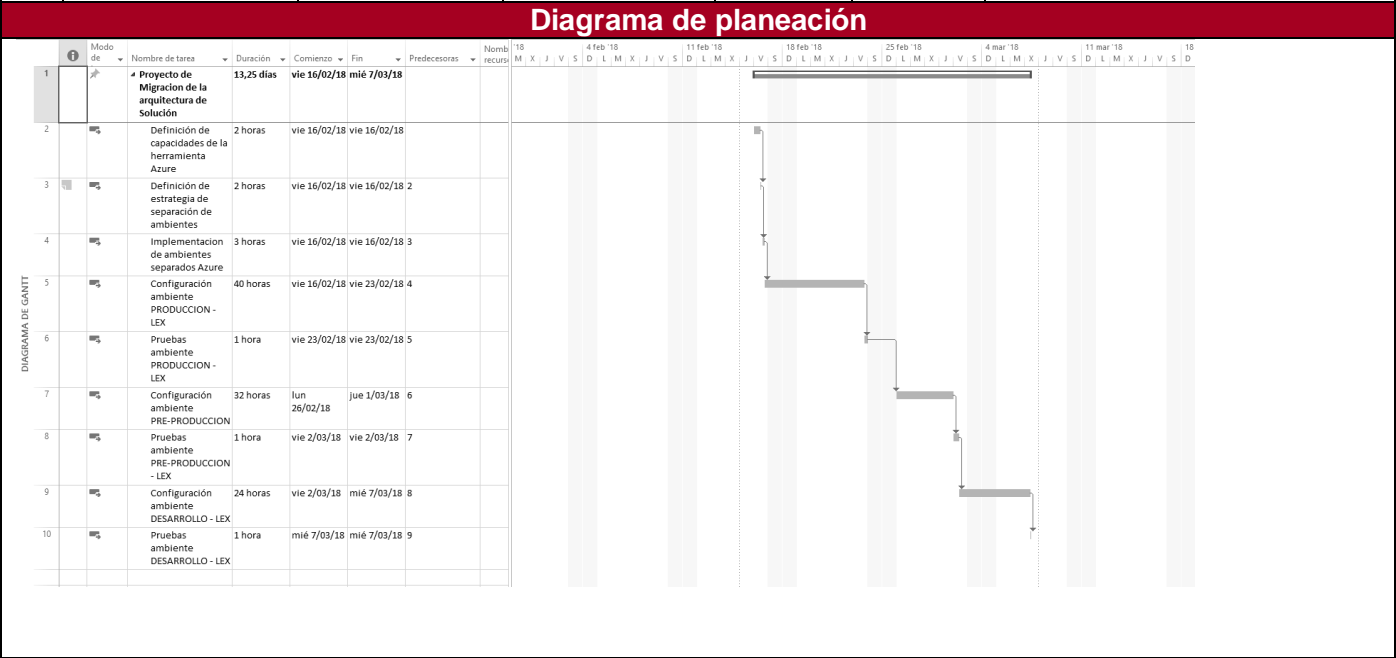 Diagrama de planeación
Modo de
Nombre de tarea
Duración
Comienzo
Fin
Predecesoras
Nomb recurs
'18
4 feb '18
11 feb '18
18 feb '18
25 feb '18
4 mar '18
11 mar '18
18
M X J V S D L M X J V S D L M X J V S D L M X J V S D L M X J V S D L M X J V S D L M X J V S D
1
Proyecto de
Migracion de la
arquitectura de
Solución
13,25 días
vie 16/02/18
mié 7/03/18
2
Definición de
capacidades de la
herramienta
Azure
2 horas
vie 16/02/18
vie 16/02/18
3
Definición de
estrategia de
separación de
ambientes
2 horas
vie 16/02/18
vie 16/02/18
2
4
Implementacion
de ambientes
separados Azure
3 horas
vie 16/02/18
vie 16/02/18
3
5
Configuración
ambiente
PRODUCCION -
LEX
40 horas
vie 16/02/18
vie 23/02/18
4
6
Pruebas
ambiente
PRODUCCION -
LEX
1 hora
vie 23/02/18
vie 23/02/18
5
7
Configuración
ambiente
PRE-PRODUCCION
32 horas
lun
26/02/18
jue 1/03/18
6
8
Pruebas
ambiente
PRE-PRODUCCION
- LEX
1 hora
vie 2/03/18
vie 2/03/18
7
9
Configuración
ambiente
DESARROLLO - LEX
24 horas
vie 2/03/18
mié 7/03/18
8
10
Pruebas
ambiente
DESARROLLO - LEX
1 hora
mié 7/03/18
mié 7/03/18
9
DIAGRAMA DE GANTT